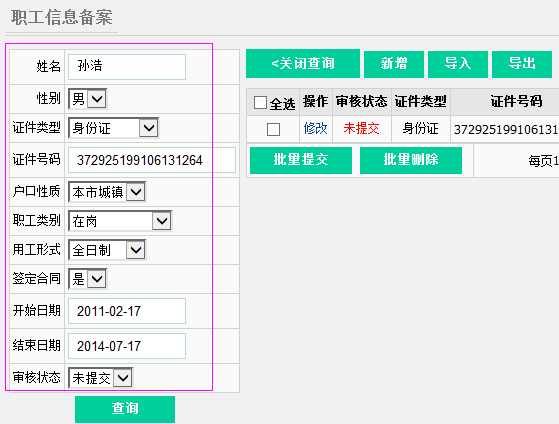 职工信息备案
姓名 孙浩
性别 男
证件类型 身份证
证件号码 372925199106131264
户口性质 本市城镇
职工类别 在岗
用工形式 全日制
签定合同 是
开始日期 2011-02-17
结束日期 2014-07-17
审核状态 未提交
查询
<关闭查询 新增 导入 导出
全选 操作 审核状态 证件类型 证件号码
修改 未提交 身份证 372925199106131
批量提交 批量删除 每页1